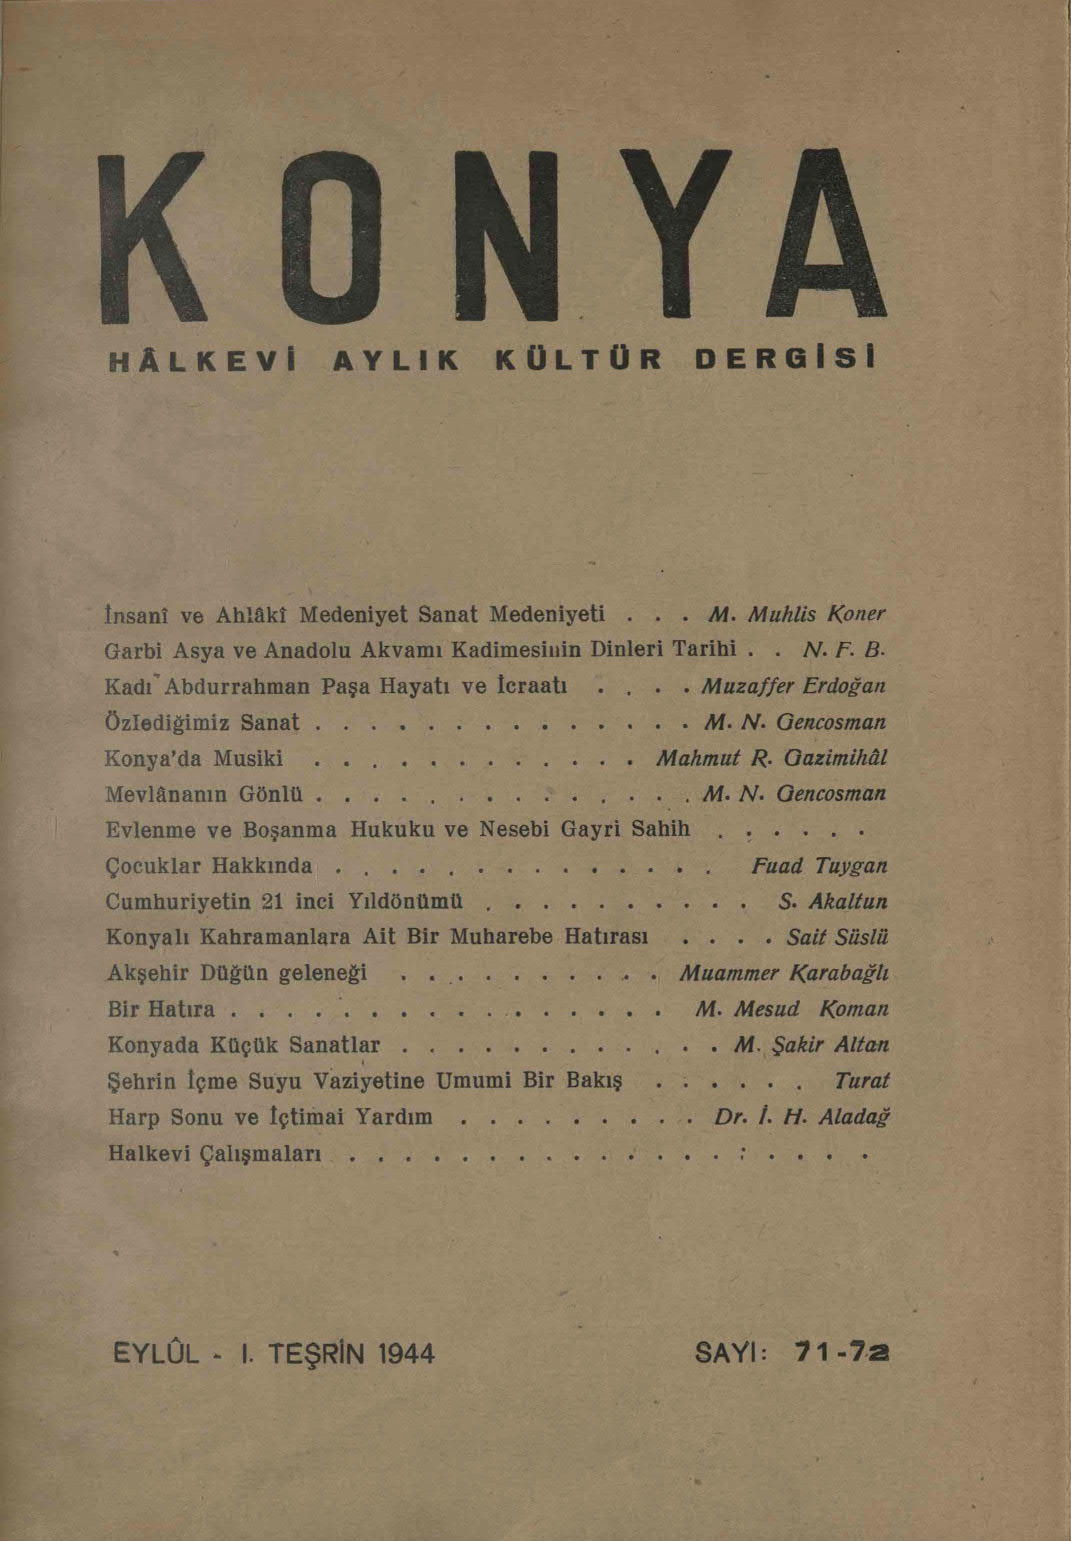 KONYA
HÂLKEVİ AYLIK KÜLTÜR DERGİSİ
İnsanî ve Ahlâkî Medeniyet Sanat Medeniyeti . . . M. Muhlis Koner
Garbi Asya ve Anadolu Akvamı Kadimesinin Dinleri Tarihi . . N. F. B.
Kadı Abdurrahman Paşa Hayatı ve İcraatı . . . . Muzaffer Erdoğan
Özlediğimiz Sanat . . . . . . . . . . . . . . M. N. Gencosman
Konya'da Musiki . . . . . . . . . . . . Mahmut R. Gazimihâl
Mevlânanın Gönlü . . . . . . . . . . . . . . M. N. Gencosman
Evlenme ve Boşanma Hukuku ve Nesebi Gayri Sahih . . . . . .
Çocuklar Hakkında . . . . . . . . . . . . . . Fuad Tuygan
Cumhuriyetin 21 inci Yıldönümü . . . . . . . . . . S. Akaltun
Konyalı Kahramanlara Ait Bir Muharebe Hatırası . . . . Sait Süslü
Akşehir Düğün geleneği . . . . . . . . . . Muammer Karabağlı
Bir Hatıra . . . . . . . . . . . . . . . . M. Mesud Koman
Konyada Küçük Sanatlar . . . . . . . . . . . . M. Şakir Altan
Şehrin İçme Suyu Vaziyetine Umumi Bir Bakış . . . . . . Turat
Harp Sonu ve İçtimai Yardım . . . . . . . . . Dr. İ. H. Aladağ
Halkevi Çalışmaları . . . . . . . . . . . . . . . . . . .
EYLÛL - I. TEŞRİN 1944 SAYI: 71-72